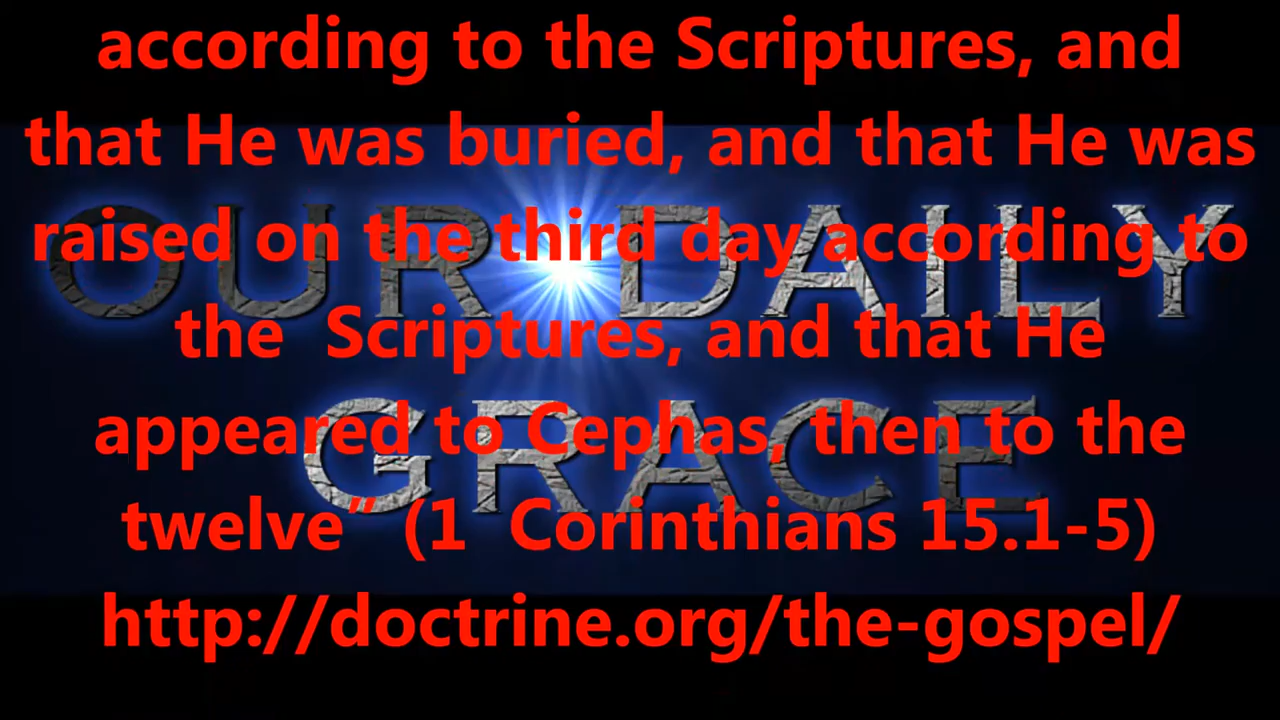 according to the Scriptures, and
that He was buried, and that He was
raised on the third day according to
the  Scriptures, and that He
appeared to Cephas, then to the
twelve” (1  Corinthians 15.1-5)
http://doctrine.org/the-gospel/
OUR DAILY
GRACE